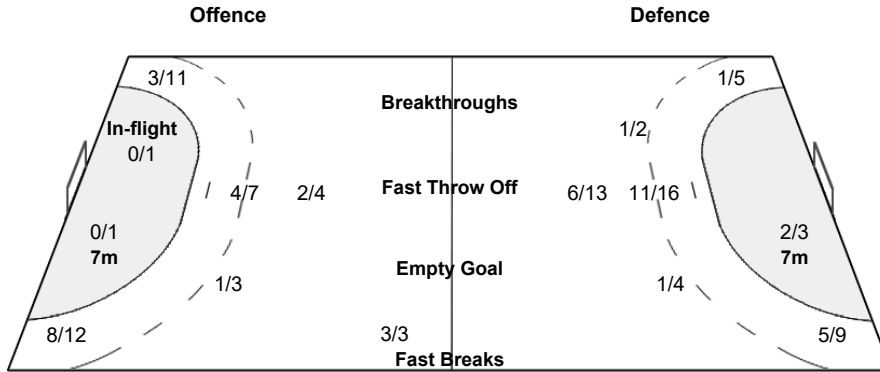 Offence
Defence
3/11
1/5
Breakthroughs
In-flight
1/2
0/1
4/7
2/4
Fast Throw Off
6/13
11/16
0/1
2/3
7m
7m
Empty Goal
1/3
1/4
8/12
3/3
5/9
Fast Breaks